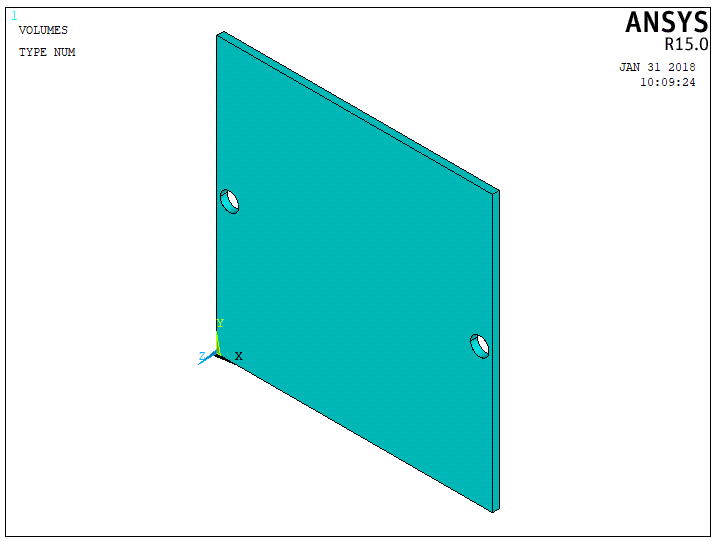 1
VOLUMES
TYPE NUM
ANSYS
R15.0
JAN 31 2018
10:09:24
Y
Z
X